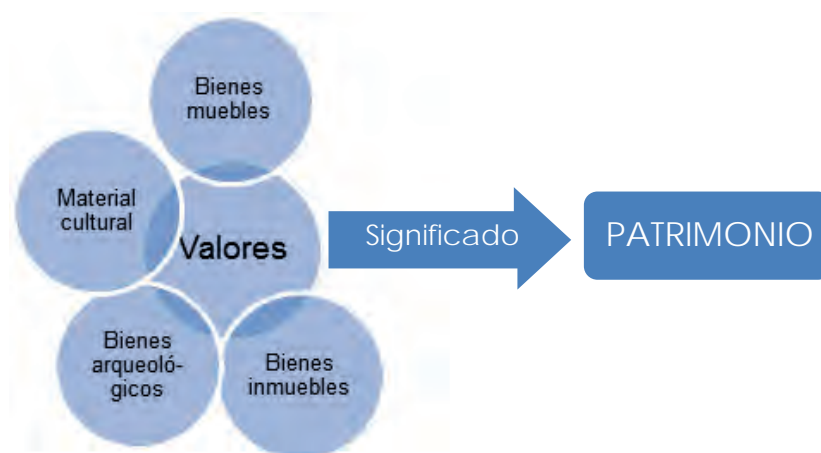 Bienes
muebles
Material
cultural
Valores
Significado
PATRIMONIO
Bienes
arqueoló-
gicos
Bienes
inmuebles